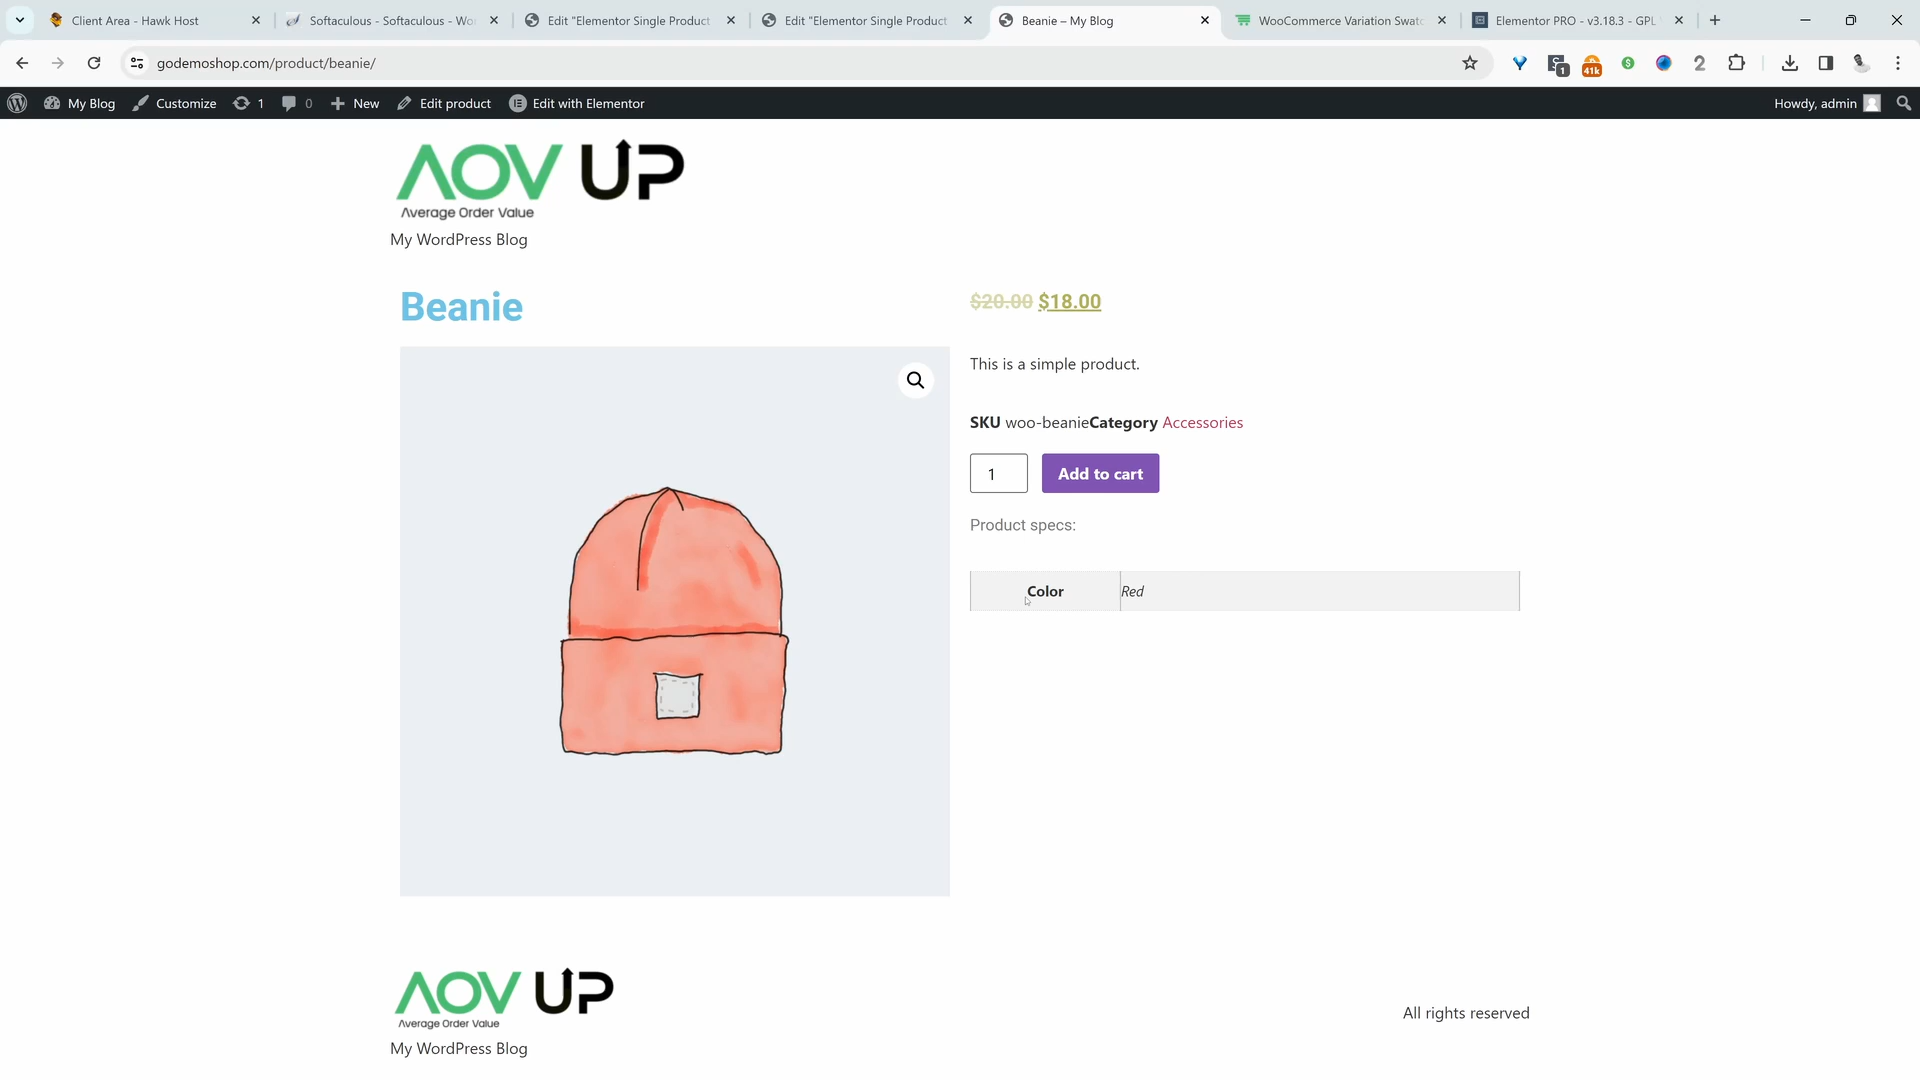 Client Area - Hawk Host
Softaculous - Softaculous - Wo
Edit "Elementor Single Product
Edit "Elementor Single Product
Beanie – My Blog
WooCommerce Variation Swatc
Elementor PRO - v3.18.3 - GPL
godemoshop.com/product/beanie/
1
41k
My Blog
Customize
1
0
New
Edit product
Edit with Elementor
Howdy, admin
AOV UP
Average Order Value
My WordPress Blog
Beanie
$20.00 $18.00
This is a simple product.
SKU woo-beanieCategory Accessories
1
Add to cart
Product specs:
Color
Red
AOV UP
Average Order Value
My WordPress Blog
All rights reserved